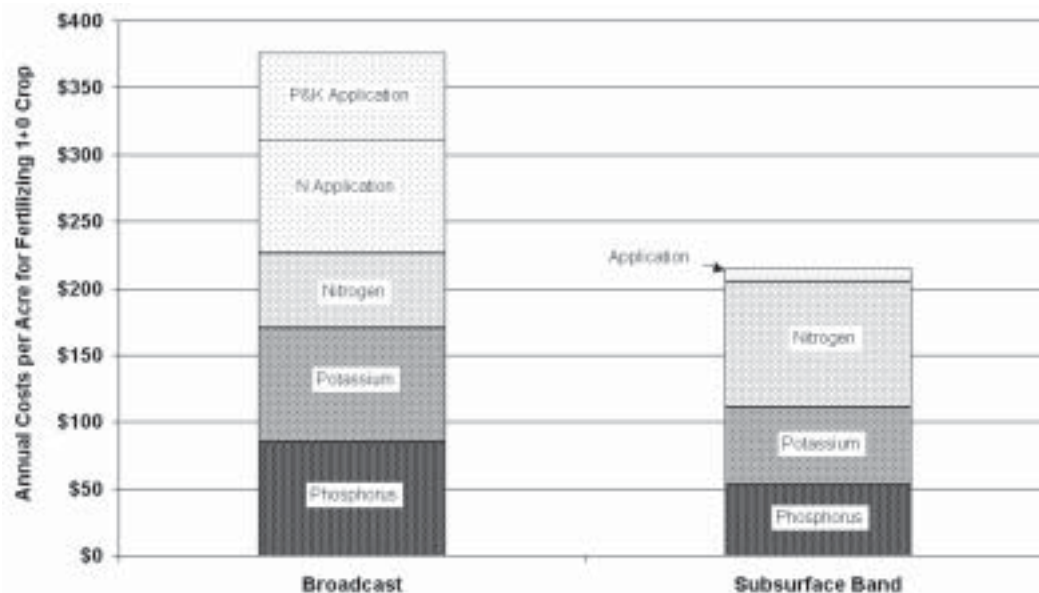 Annual Costs per Acre for Fertilizing 1+0 Crop
$400
$350
$300
$250
$200
$150
$100
$50
$0
P&K Application
N Application
Nitrogen
Potassium
Phosphorus
Application
Nitrogen
Potassium
Phosphorus
Broadcast
Subsurface Band